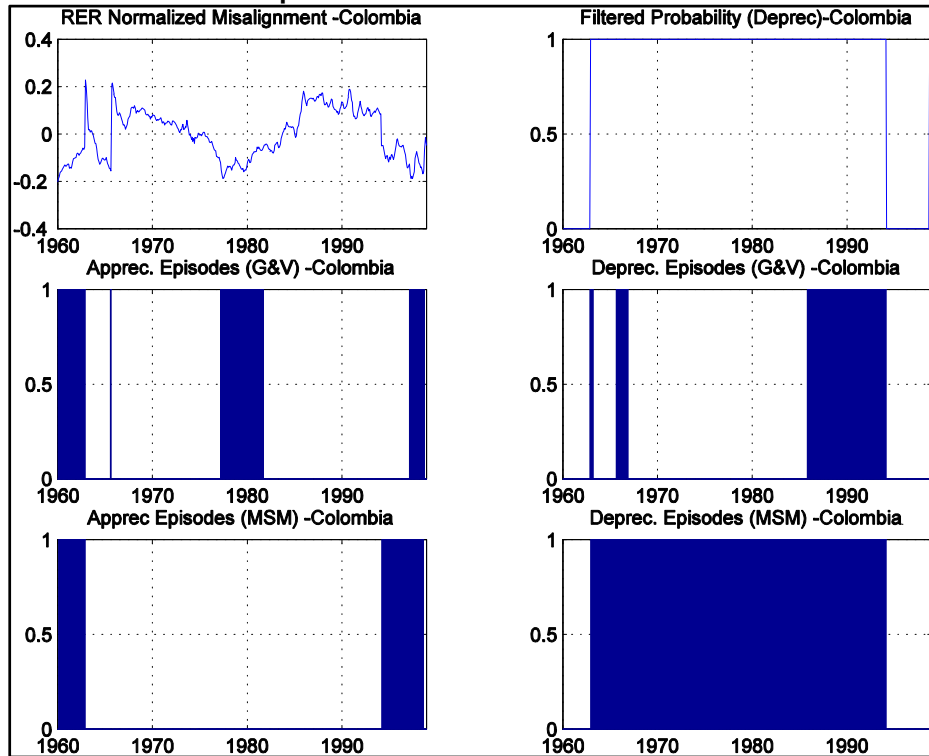 RER Normalized Misalignment -Colombia
0.4
0.2
0
-0.2
-0.4
1960 1970 1980 1990
Filtered Probability (Deprec)-Colombia
1
0.5
0
1960 1970 1980 1990
Apprec. Episodes (G&V) -Colombia
1
0.5
0
1960 1970 1980 1990
Deprec. Episodes (G&V) -Colombia
1
0.5
0
1960 1970 1980 1990
Apprec Episodes (MSM) -Colombia
1
0.5
0
1960 1970 1980 1990
Deprec. Episodes (MSM) -Colombia
1
0.5
0
1960 1970 1980 1990